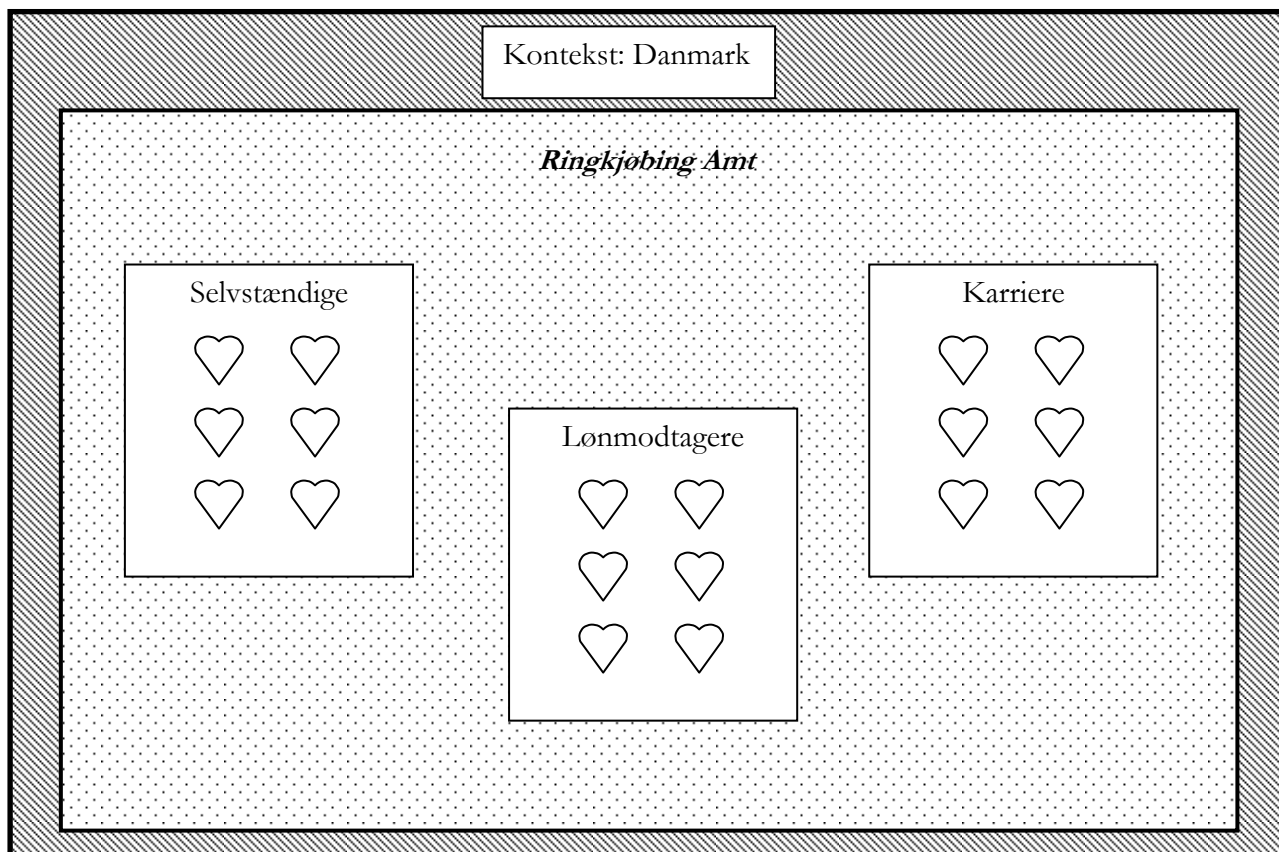 Kontekst: Danmark
Ringkjøbing Amt
Selvstændige
Karriere
Lønmodtagere